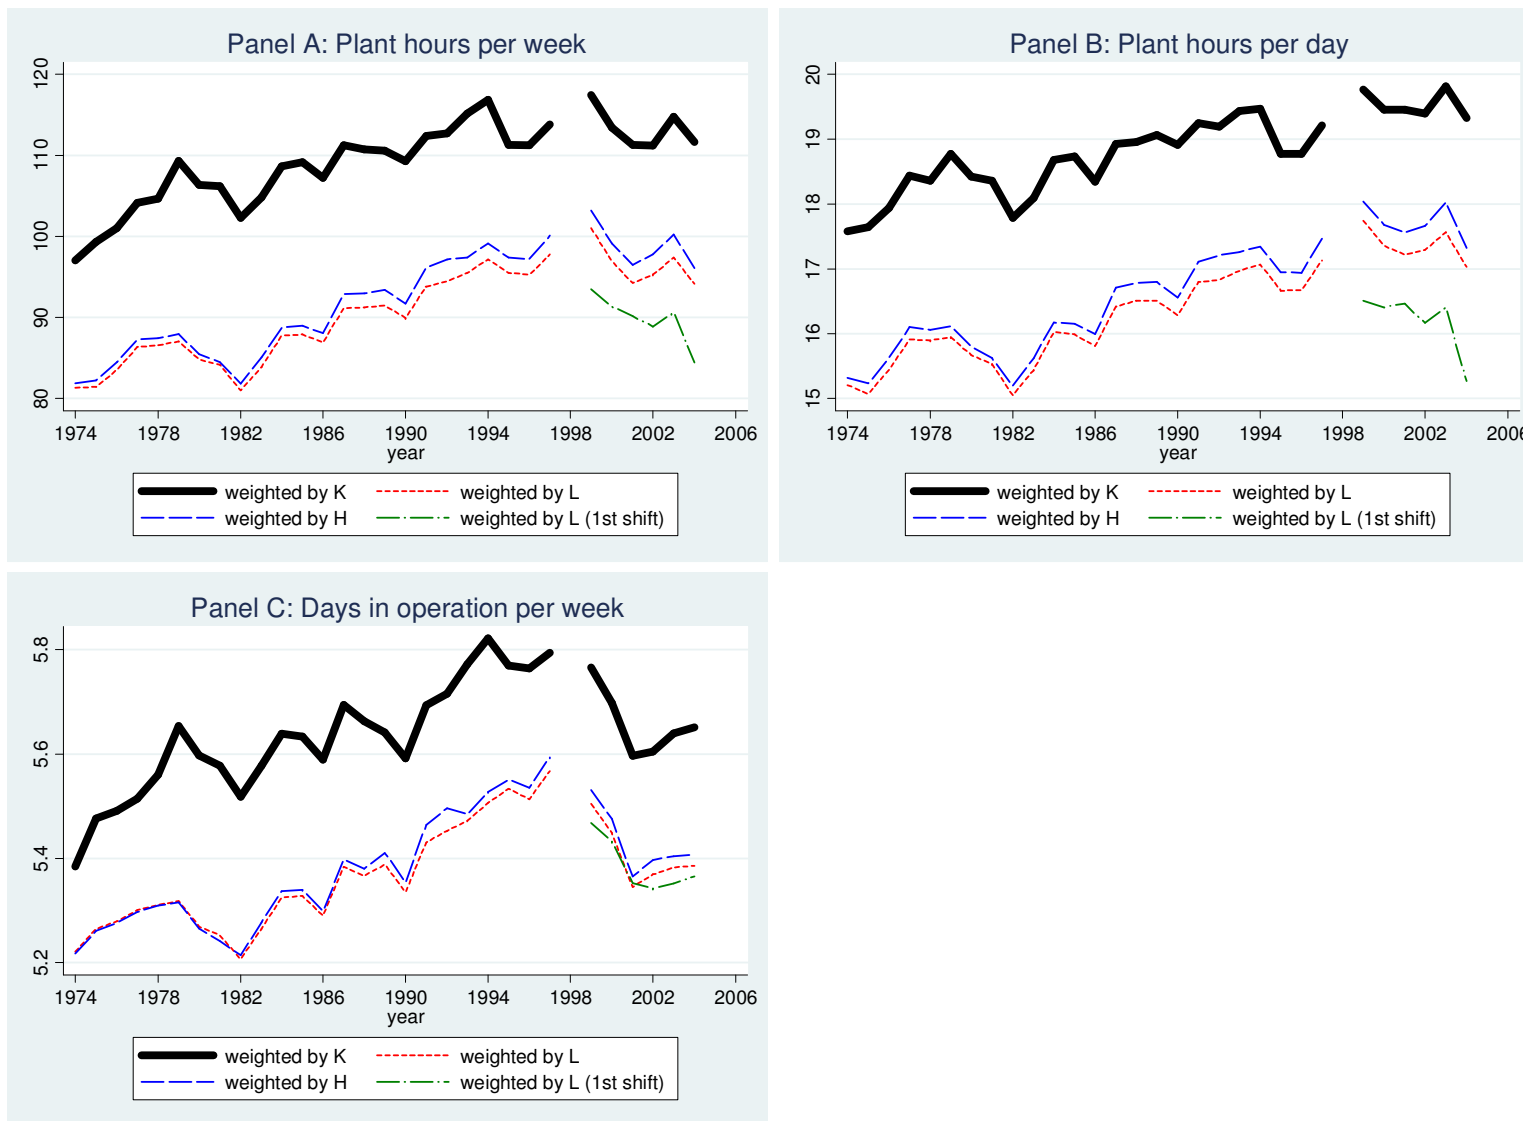 Panel A: Plant hours per week
120
110
100
90
80
1974 1978 1982 1986 1990 1994 1998 2002 2006
year
weighted by K weighted by L
weighted by H weighted by L (1st shift)
Panel B: Plant hours per day
20
19
18
17
16
15
1974 1978 1982 1986 1990 1994 1998 2002 2006
year
weighted by K weighted by L
weighted by H weighted by L (1st shift)
Panel C: Days in operation per week
5.8
5.6
5.4
5.2
1974 1978 1982 1986 1990 1994 1998 2002 2006
year
weighted by K weighted by L
weighted by H weighted by L (1st shift)